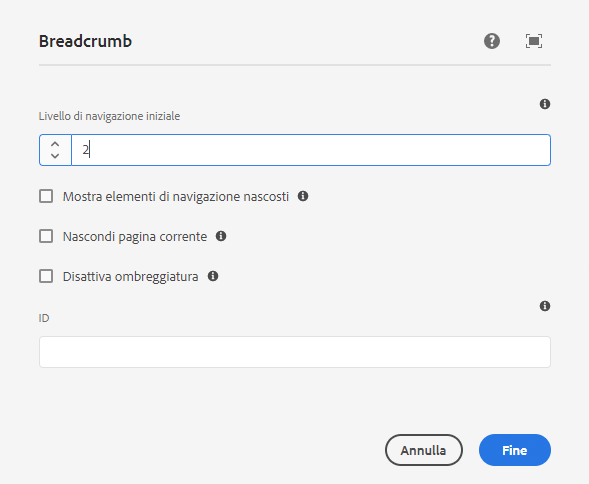 Breadcrumb
Livello di navigazione iniziale
2
Mostra elementi di navigazione nascosti
Nascondi pagina corrente
Disattiva ombreggiatura
ID
Annulla Fine